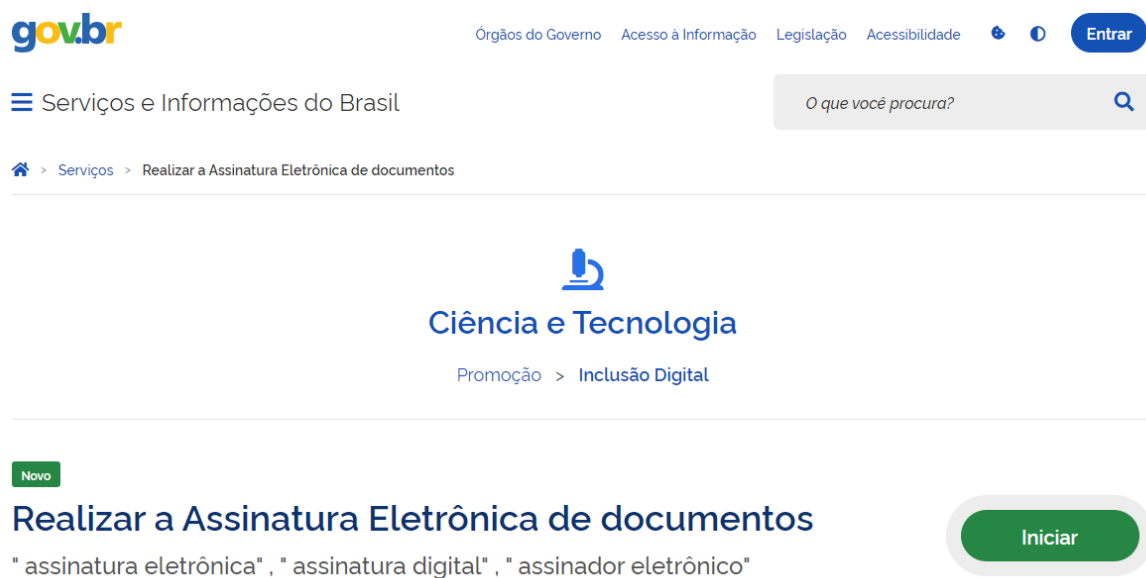 gov.br
Órgãos do Governo Acesso à Informação Legislação Acessibilidade Entrar
Serviços e Informações do Brasil
O que você procura?
> Serviços > Realizar a Assinatura Eletrônica de documentos
Ciência e Tecnologia
Promoção > Inclusão Digital
Novo
Realizar a Assinatura Eletrônica de documentos
Iniciar
" assinatura eletrônica" , " assinatura digital" , " assinador eletrônico"